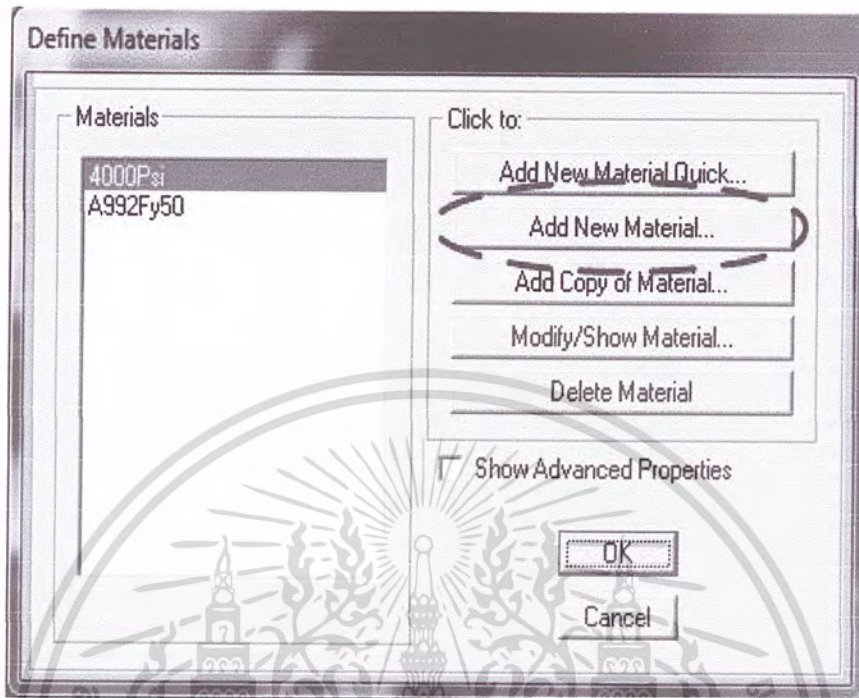 Define Materials
Materials
4000Psi
A992Fy50
Click to:
Add New Material Quick...
Add New Material...
Add Copy of Material...
Modify/Show Material...
Delete Material
Show Advanced Properties
OK
Cancel